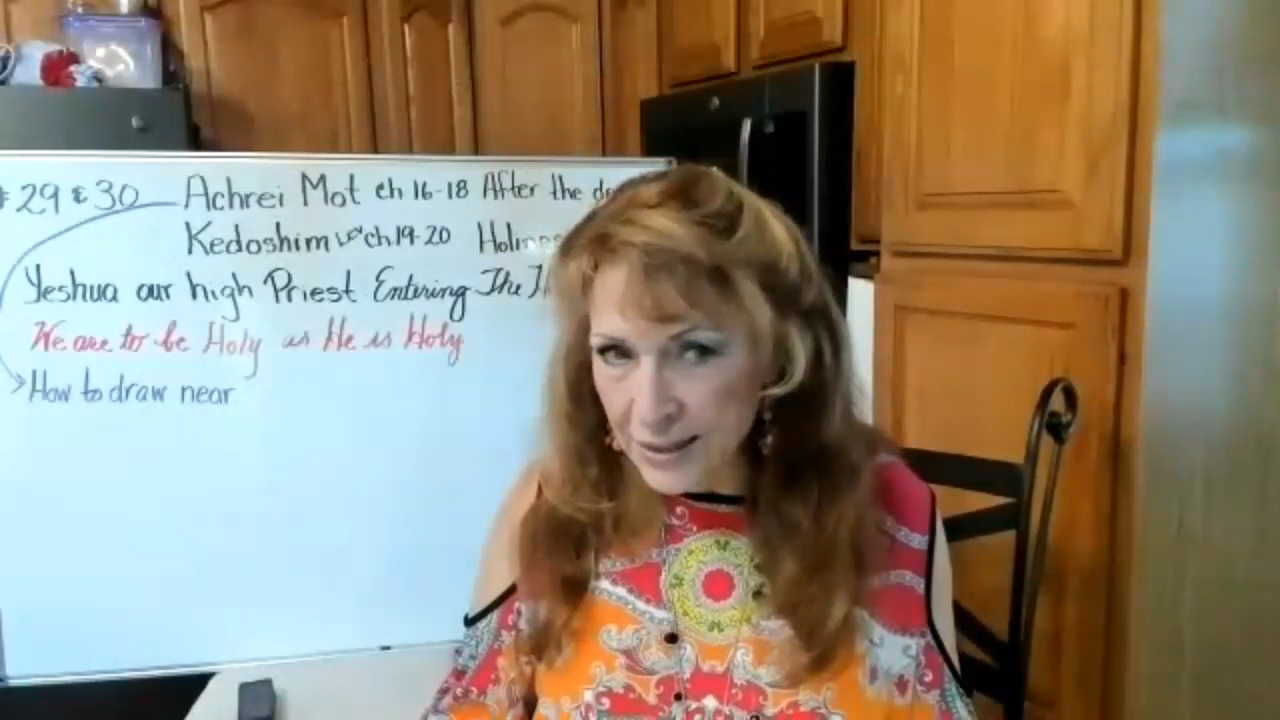 #29 & 30 Achrei Mot ch 16-18 After the
Kedoshim ch 19-20
Yeshua our high Priest Entering The
We are to be Holy as He is Holy
How to draw near